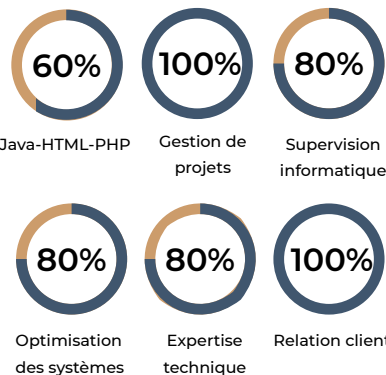 60%
100%
80%
Java-HTML-PHP
Gestion de
projets
Supervision
informatique
80%
80%
100%
Optimisation
des systèmes
Expertise
technique
Relation client